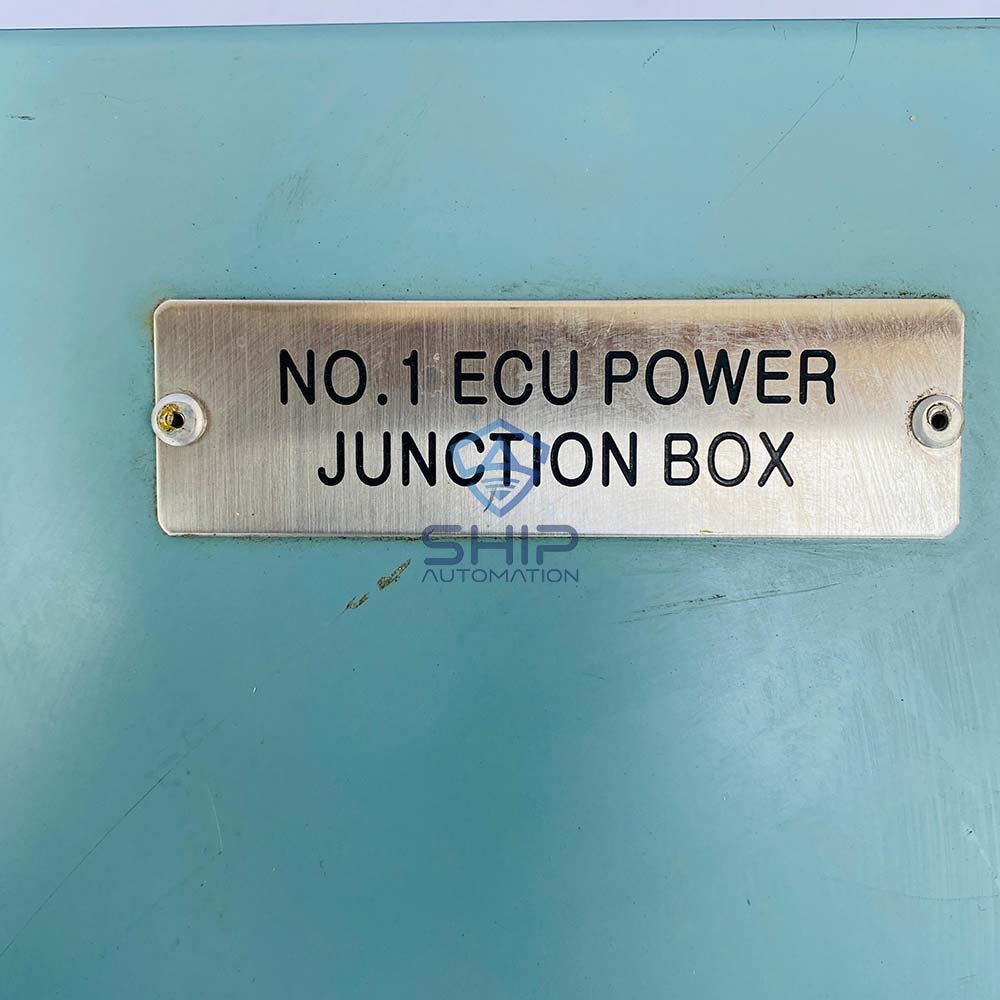 NO.1 ECU POWER
JUNCTION BOX
SHIP
AUTOMATION